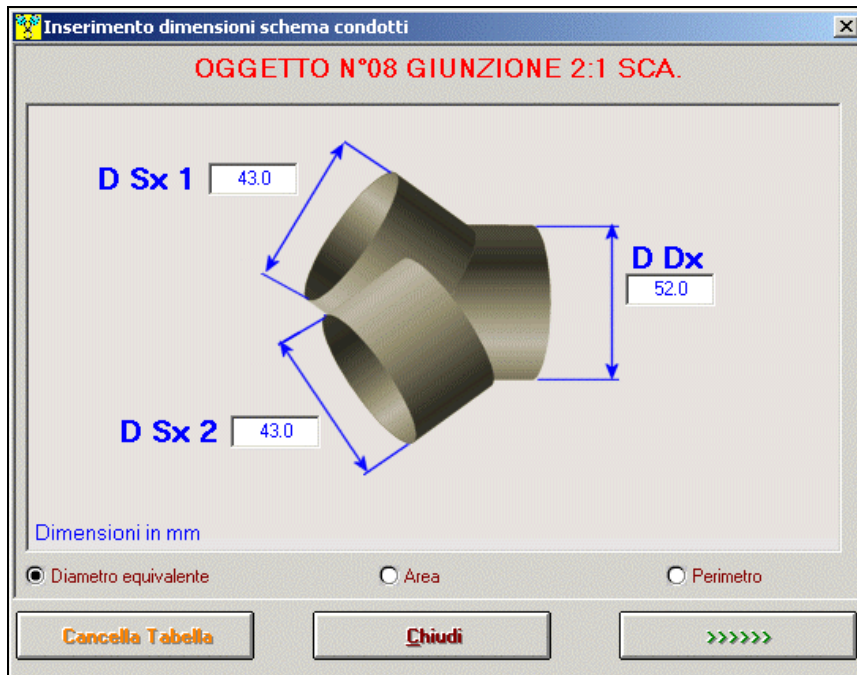 Inserimento dimensioni schema condotti
OGGETTO N°08 GIUNZIONE 2:1 SCA.
D Sx 1 43.0
D Dx
52.0
D Sx 2 43.0
Dimensioni in mm
Diametro equivalente Area Perimetro
Cancella Tabella Chiudi >>>>>>